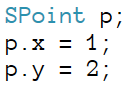 SPoint p;
p.x = 1;
p.y = 2;